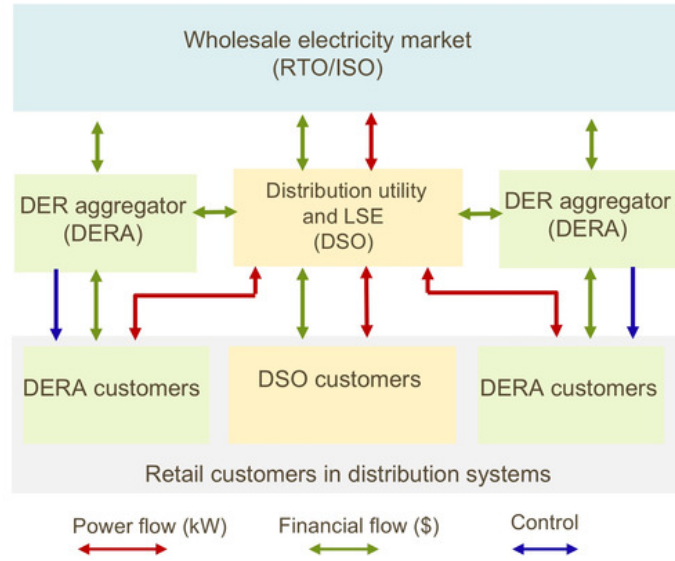 Wholesale electricity market
(RTO/ISO)
DER aggregator
(DERA)
Distribution utility
and LSE
(DSO)
DER aggregator
(DERA)
DERA customers
DSO customers
DERA customers
Retail customers in distribution systems
Power flow (kW)
Financial flow ($)
Control